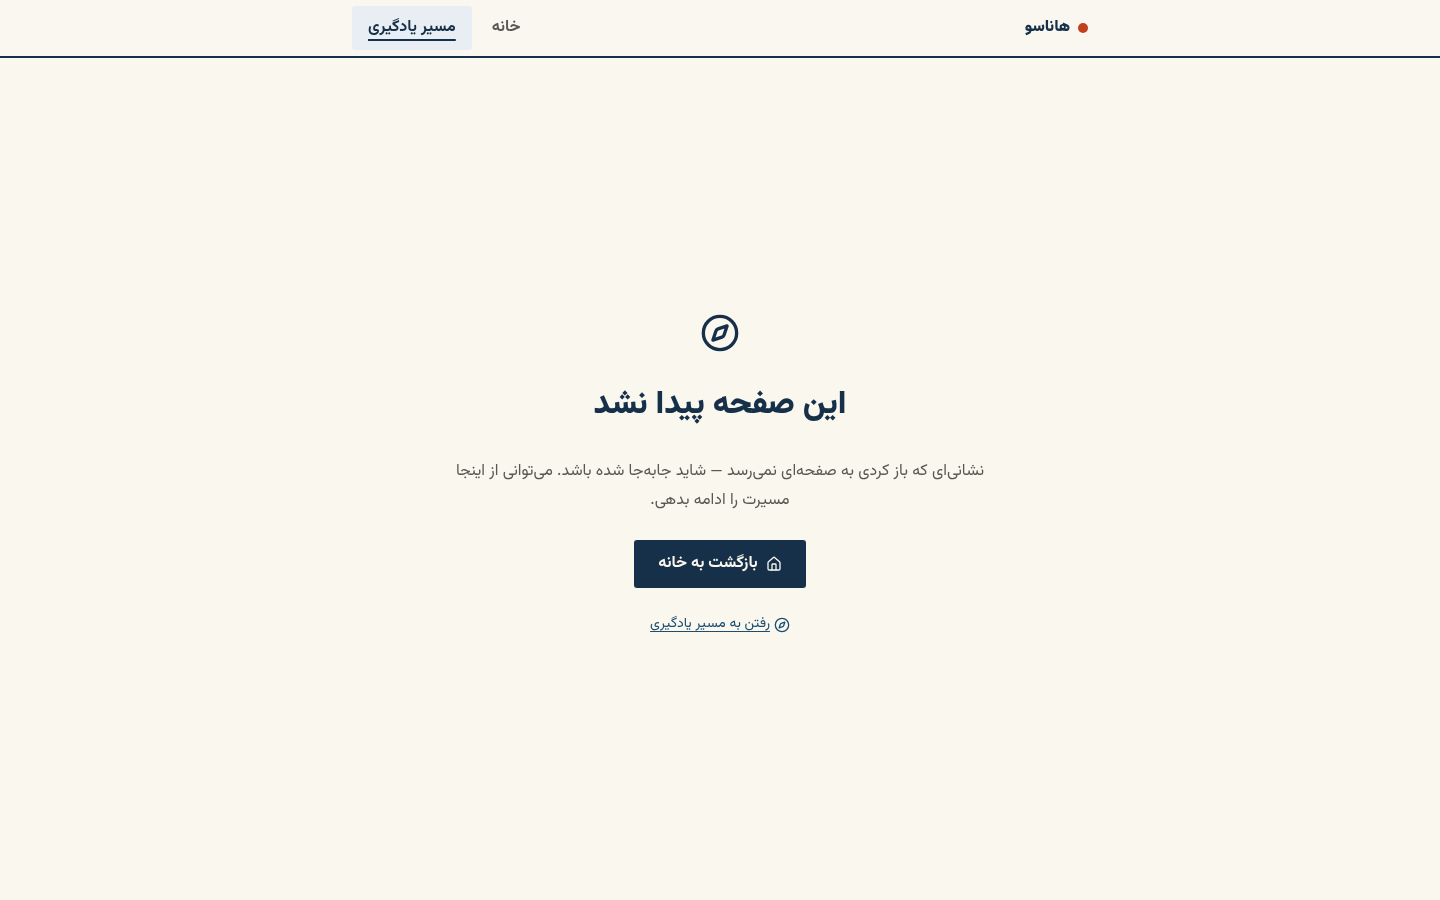 هاناسو
خانه
مسیر یادگیری
این صفحه پیدا نشد
نشانی‌ای که باز کردی به صفحه‌ای نمی‌رسد — شاید جابه‌جا شده باشد. می‌توانی از اینجا
مسیرت را ادامه بدهی.
بازگشت به خانه
رفتن به مسیر یادگیری